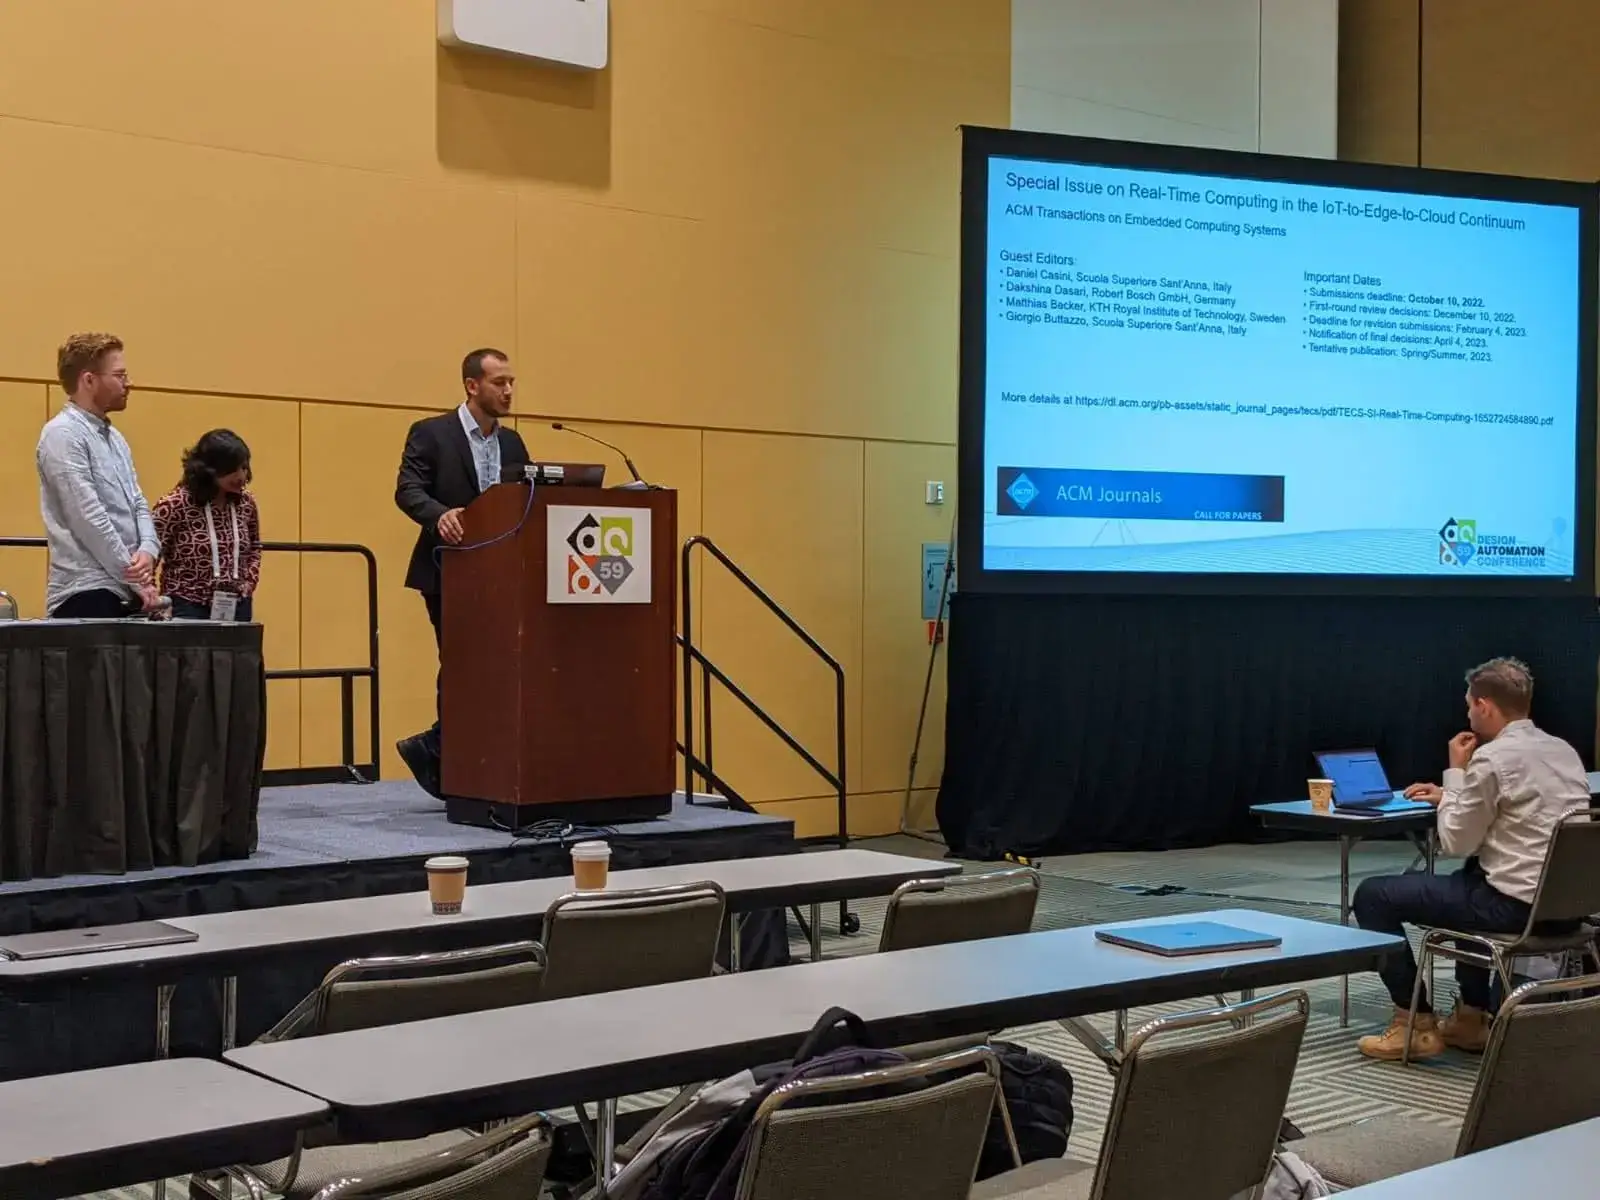 Special Issue on Real-Time Computing in the IoT-to-Edge-to-Cloud Continuum
ACM Transactions on Embedded Computing Systems
Guest Editors:
• Daniel Casini, Scuola Superiore Sant'Anna, Italy
• Dakshina Dasari, Robert Bosch GmbH, Germany
• Matthias Becker, KTH Royal Institute of Technology, Sweden
• Giorgio Buttazzo, Scuola Superiore Sant'Anna, Italy
Important Dates
• Submissions deadline: October 10, 2022.
• First-round review decisions: December 10, 2022.
• Deadline for revision submissions: February 4, 2023.
• Notification of final decisions: April 4, 2023.
• Tentative publication: Spring/Summer, 2023.
More details at https://dl.acm.org/pb-assets/static_journal_pages/tecs/pdf/TECS-SI-Real-Time-Computing-1652724584890.pdf
acm
ACM Journals
CALL FOR PAPERS
59
DESIGN
AUTOMATION
CONFERENCE
59